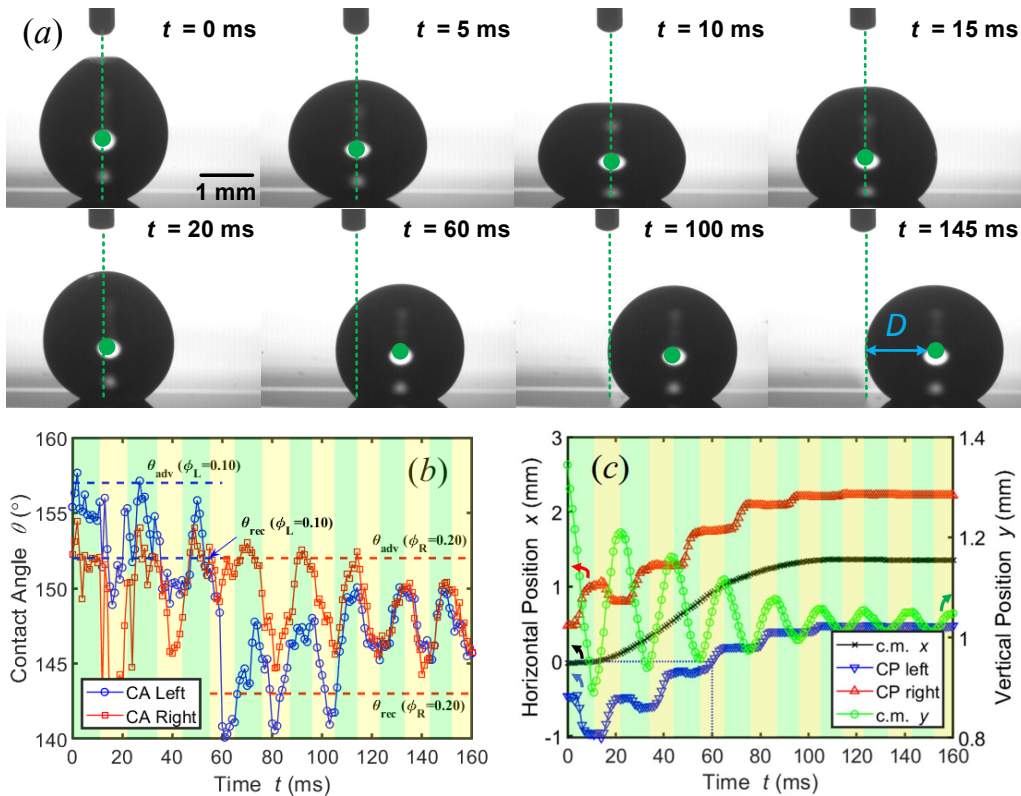 (a)
t = 0 ms
t = 5 ms
t = 10 ms
t = 15 ms
1 mm
t = 20 ms
t = 60 ms
t = 100 ms
t = 145 ms
D
(b)
160
155
150
145
140
Contact Angle θ (°)
θadv (ϕL=0.10)
θrec (ϕL=0.10)
θadv (ϕR=0.20)
θrec (ϕR=0.20)
CA Left
CA Right
0 20 40 60 80 100 120 140 160
Time t (ms)
(c)
3
2
1
0
-1
Horizontal Position x (mm)
1.4
1.2
1
0.8
Vertical Position y (mm)
c.m. x
CP left
CP right
c.m. y
0 20 40 60 80 100 120 140 160
Time t (ms)